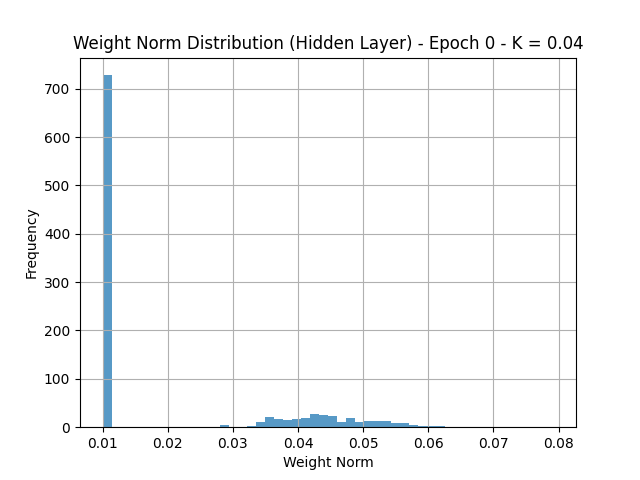 Weight Norm Distribution (Hidden Layer) - Epoch 0 - K = 0.04
700
600
500
400
300
200
100
0
Frequency
0.01 0.02 0.03 0.04 0.05 0.06 0.07 0.08
Weight Norm